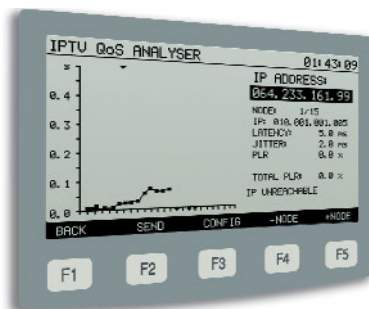 IPTV QoS ANALYSER 01:43:09
s
0.4
0.3
0.2
0.1
0.0
IP ADDRESS:
064.233.161.99
NODE: 1/15
IP: 010.001.001.005
LATENCY: 5.0 ms
JITTER: 2.0 ms
PLR 0.0 %
TOTAL PLR: 0.0 %
IP UNREACHABLE
BACK SEND CONFIG -NODE +NODE
F1 F2 F3 F4 F5